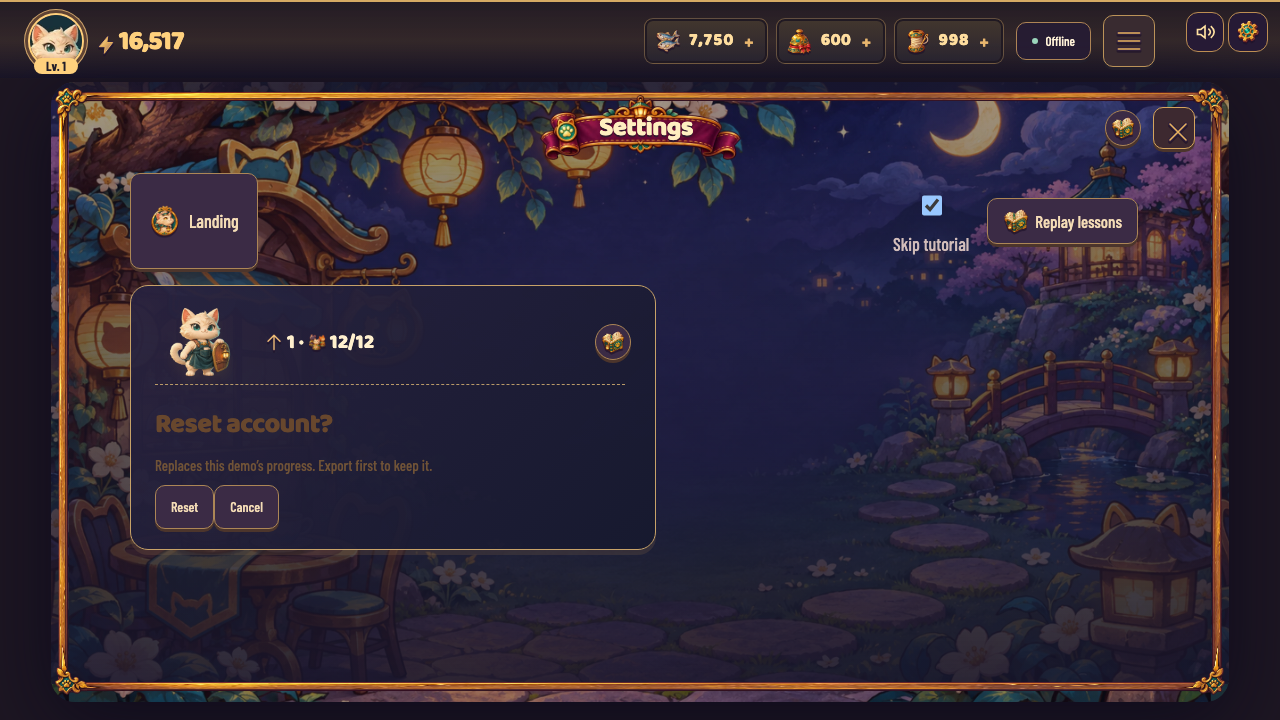 16,517
7,750 +
600 +
998 +
Offline
Lv. 1
Settings
Landing
Skip tutorial
Replay lessons
1 • 12/12
Reset account?
Replaces this demo's progress. Export first to keep it.
Reset
Cancel